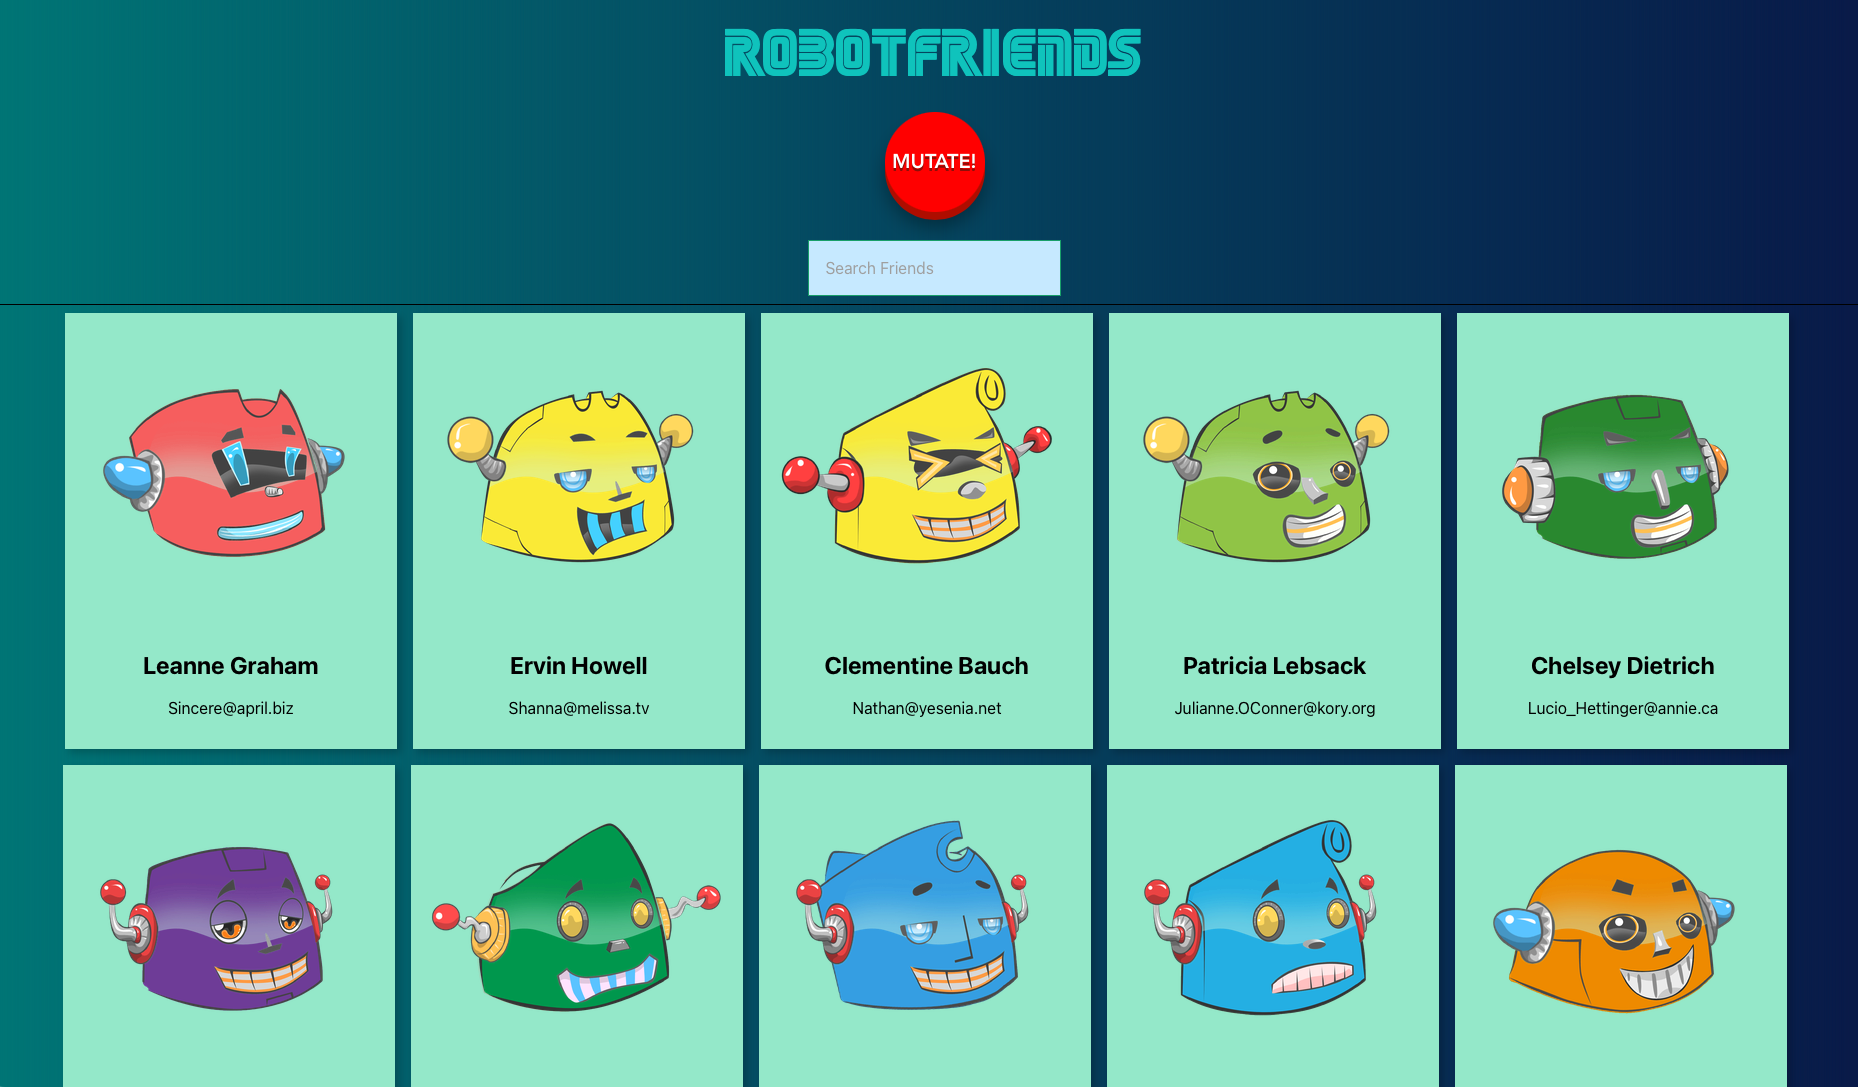 ROBOTFRIENDS
MUTATE!
Search Friends
Leanne Graham
Sincere@april.biz
Ervin Howell
Shanna@melissa.tv
Clementine Bauch
Nathan@yesenia.net
Patricia Lebsack
Julianne.OConner@kory.org
Chelsey Dietrich
Lucio_Hettinger@annie.ca